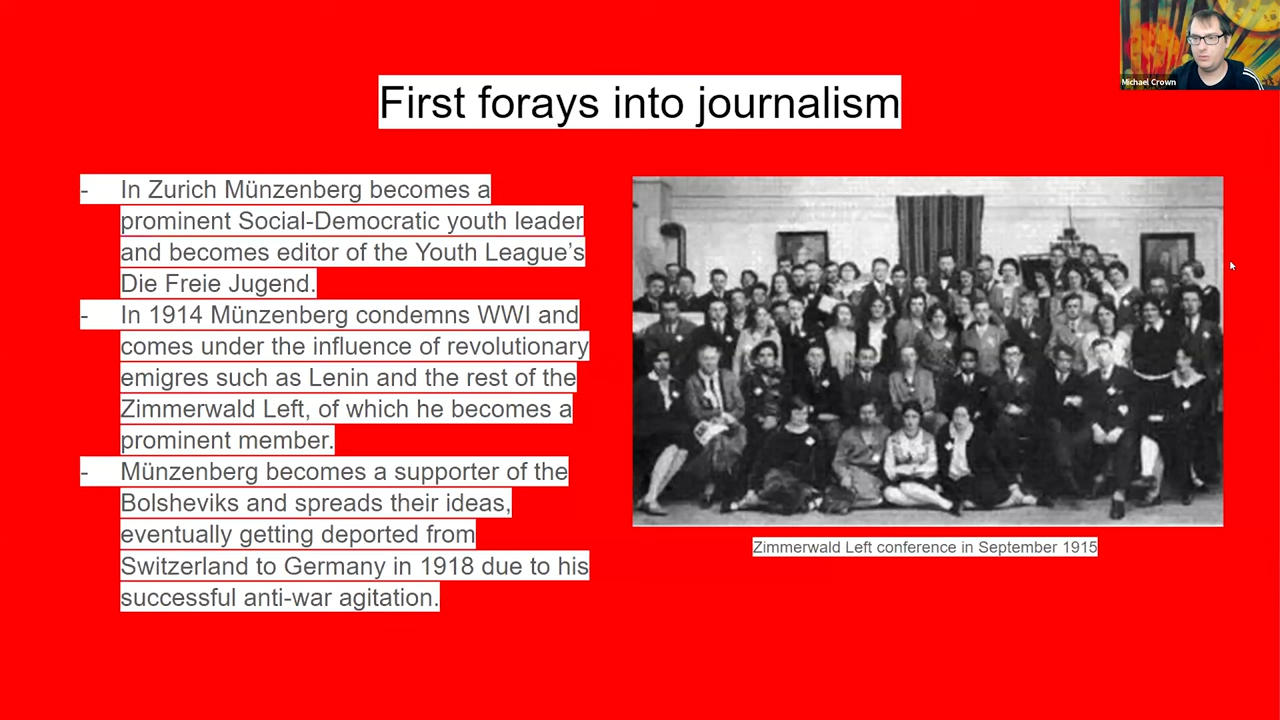 Michael Crown
First forays into journalism
- In Zurich Münzenberg becomes a
prominent Social-Democratic youth leader
and becomes editor of the Youth League’s
Die Freie Jugend.
- In 1914 Münzenberg condemns WWI and
comes under the influence of revolutionary
emigres such as Lenin and the rest of the
Zimmerwald Left, of which he becomes a
prominent member.
- Münzenberg becomes a supporter of the
Bolsheviks and spreads their ideas,
eventually getting deported from
Switzerland to Germany in 1918 due to his
successful anti-war agitation.
Zimmerwald Left conference in September 1915